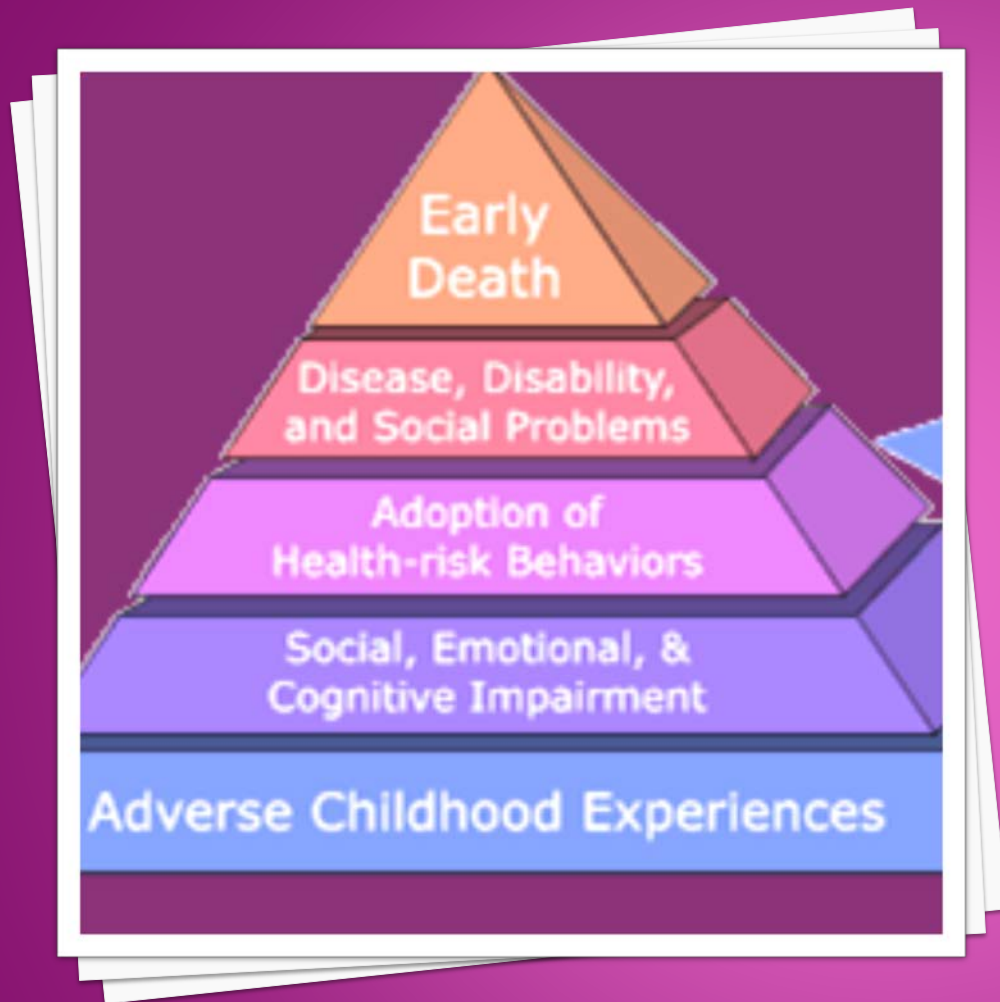 Early
Death
Disease, Disability,
and Social Problems
Adoption of
Health-risk Behaviors
Social, Emotional, &
Cognitive Impairment
Adverse Childhood Experiences